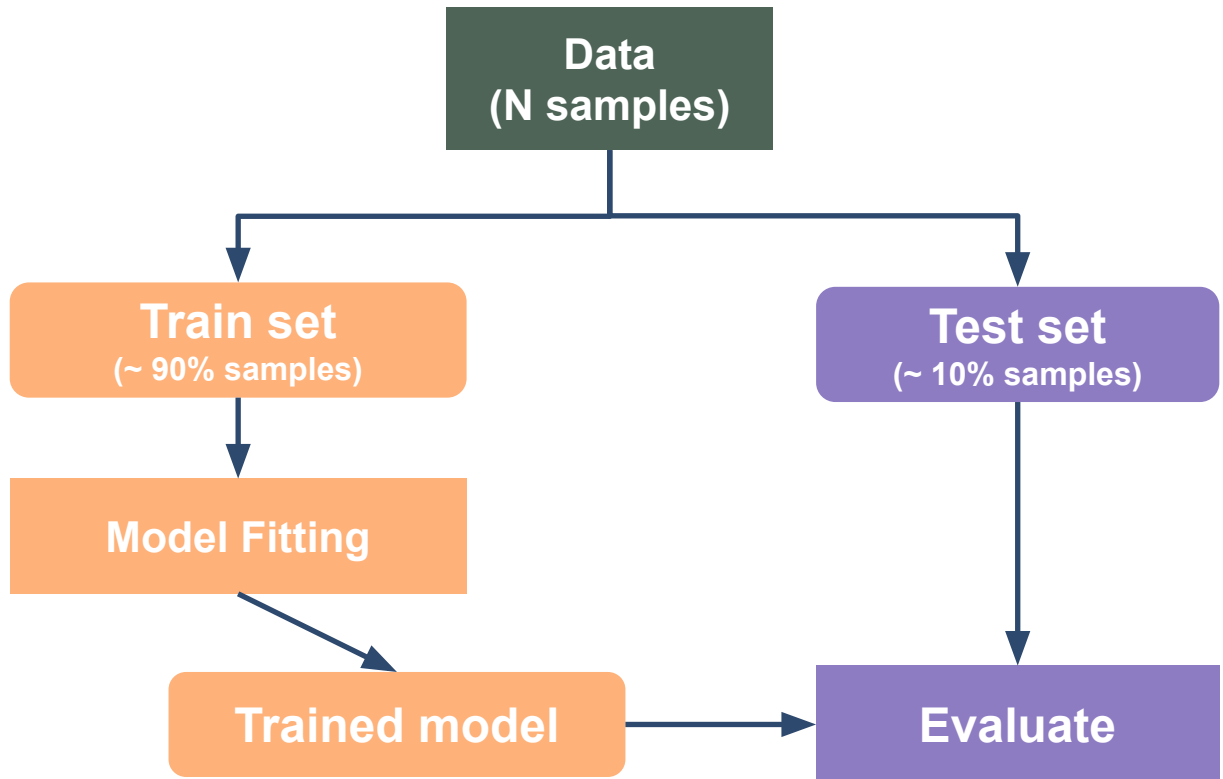 Data
(N samples)
Train set
(~ 90% samples)
Test set
(~ 10% samples)
Model Fitting
Trained model
Evaluate